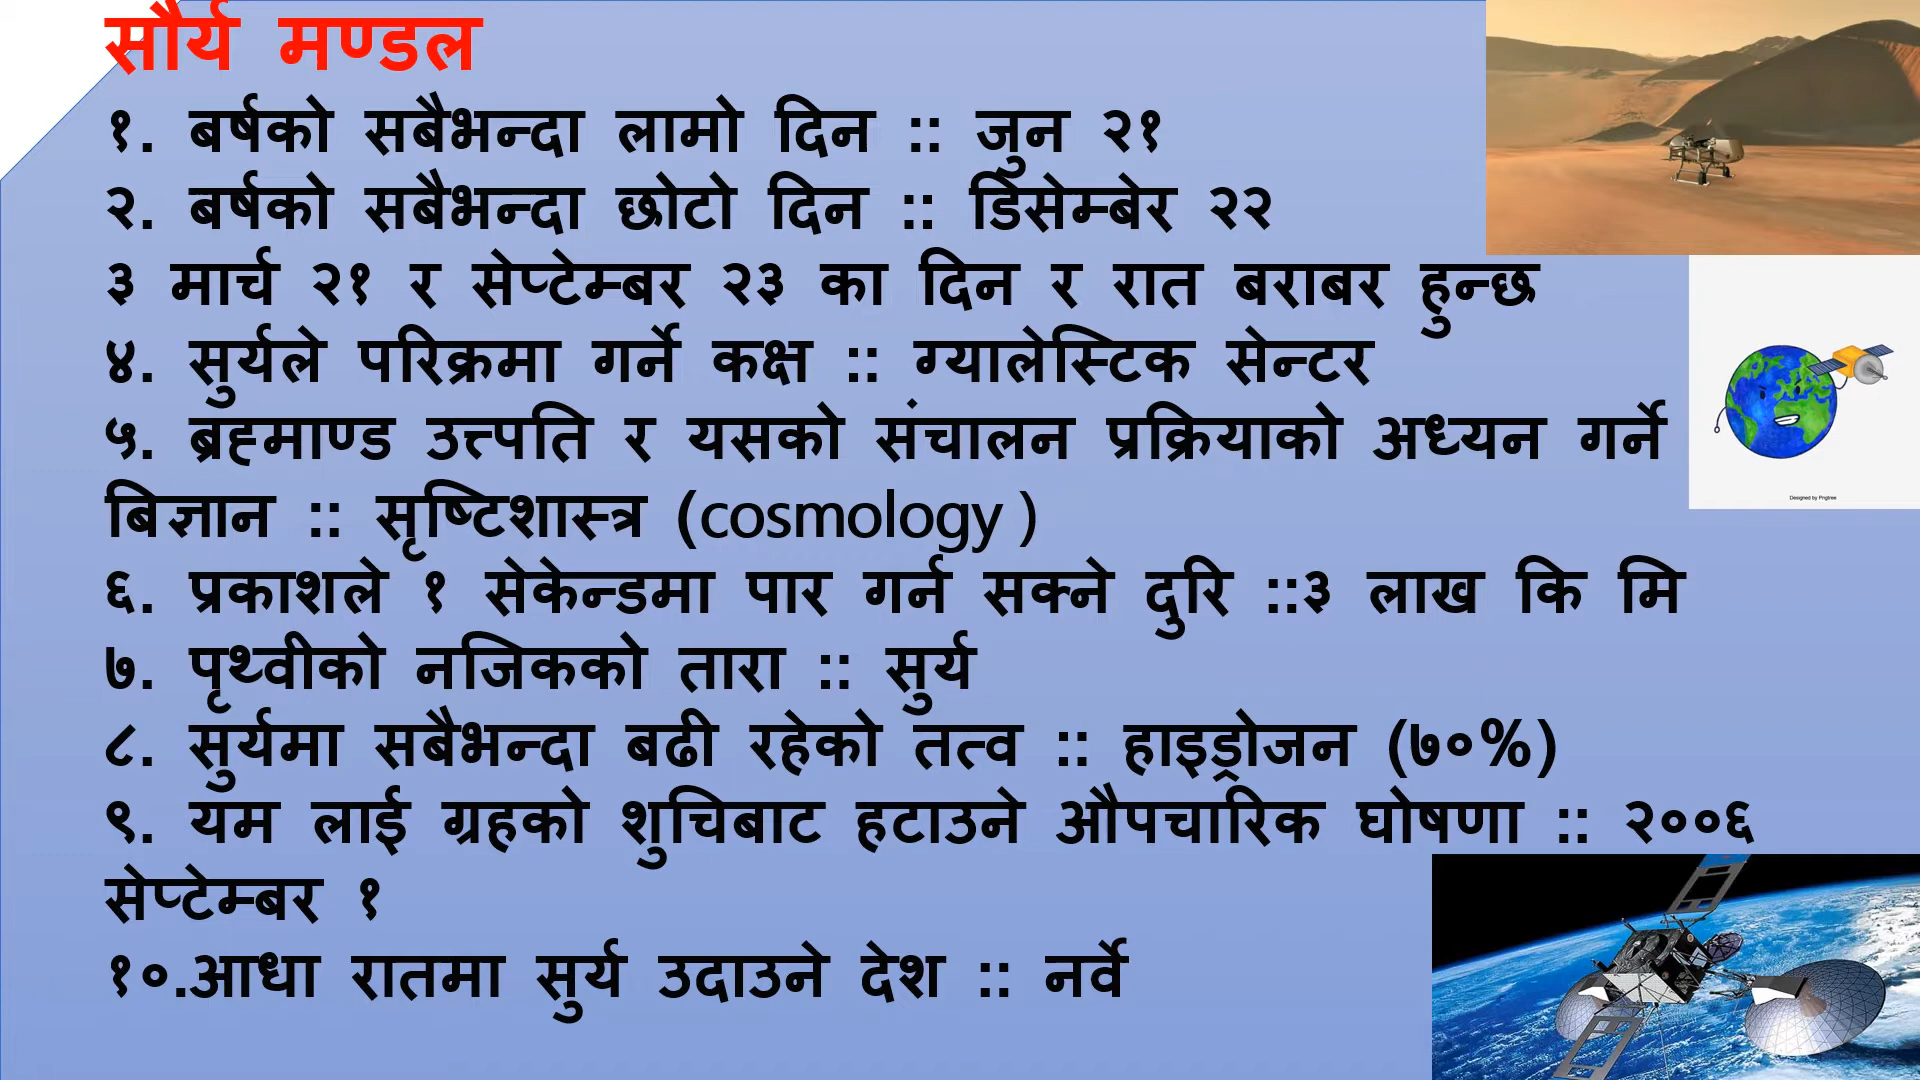 सौर्य मण्डल
१. बर्षको सबैभन्दा लामो दिन :: जुन २१
२. बर्षको सबैभन्दा छोटो दिन :: डिसेम्बेर २२
३ मार्च २१ र सेप्टेम्बर २३ का दिन र रात बराबर हुन्छ
४. सुर्यले परिक्रमा गर्ने कक्ष :: ग्यालेस्टिक सेन्टर
५. ब्रह्माण्ड उत्त्पति र यसको संचालन प्रक्रियाको अध्यन गर्ने
बिज्ञान :: सृष्टिशास्त्र (cosmology )
६. प्रकाशले १ सेकेन्डमा पार गर्न सक्ने दुरि ::३ लाख कि मि
७. पृथ्वीको नजिकको तारा :: सुर्य
८. सुर्यमा सबैभन्दा बढी रहेको तत्व :: हाइड्रोजन (७०%)
९. यम लाई ग्रहको शुचिबाट हटाउने औपचारिक घोषणा :: २००६
सेप्टेम्बर १
१०.आधा रातमा सुर्य उदाउने देश :: नर्वे
Designed by Pngtree